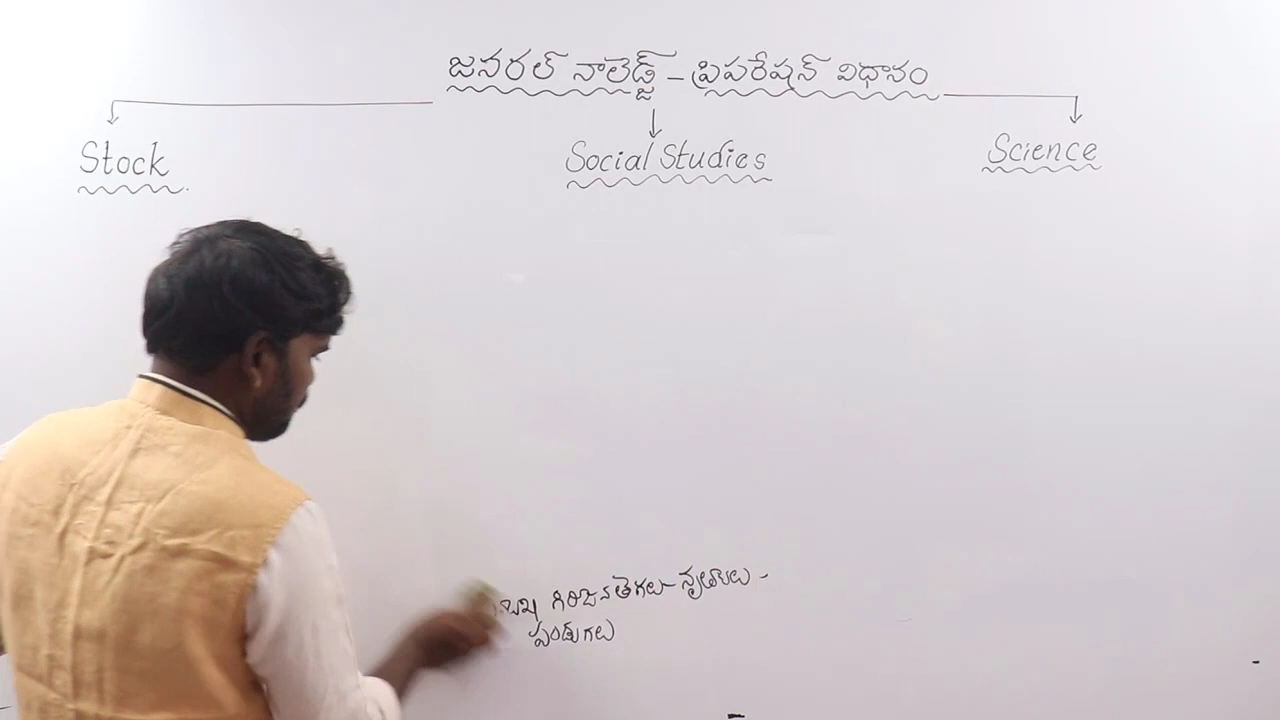 జనరల్ నాలెడ్జ్ - ప్రిపరేషన్ విధానం
Stock
Social Studies
Science
గిరిజన తెగలు - నృత్యాలు -
పండుగలు